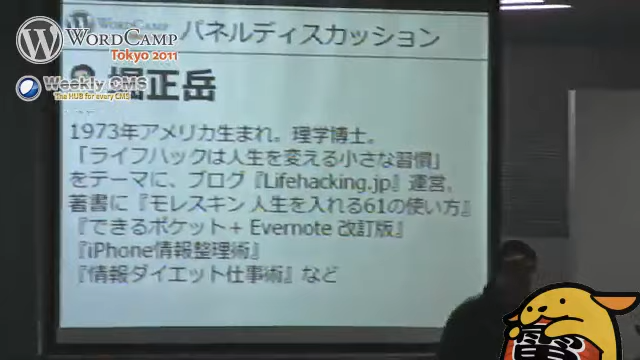 WORDCAMP
Tokyo 2011
Weekly CMS
The HUB for every CMS
WORDCAMP
パネルディスカッション
堀正岳
1973年アメリカ生まれ。理学博士。
「ライフハックは人生を変える小さな習慣」
をテーマに、ブログ『Lifehacking.jp』運営。
著書に『モレスキン 人生を入れる61の使い方』
『できるポケット+ Evernote 改訂版』
『iPhone情報整理術』
『情報ダイエット仕事術』など